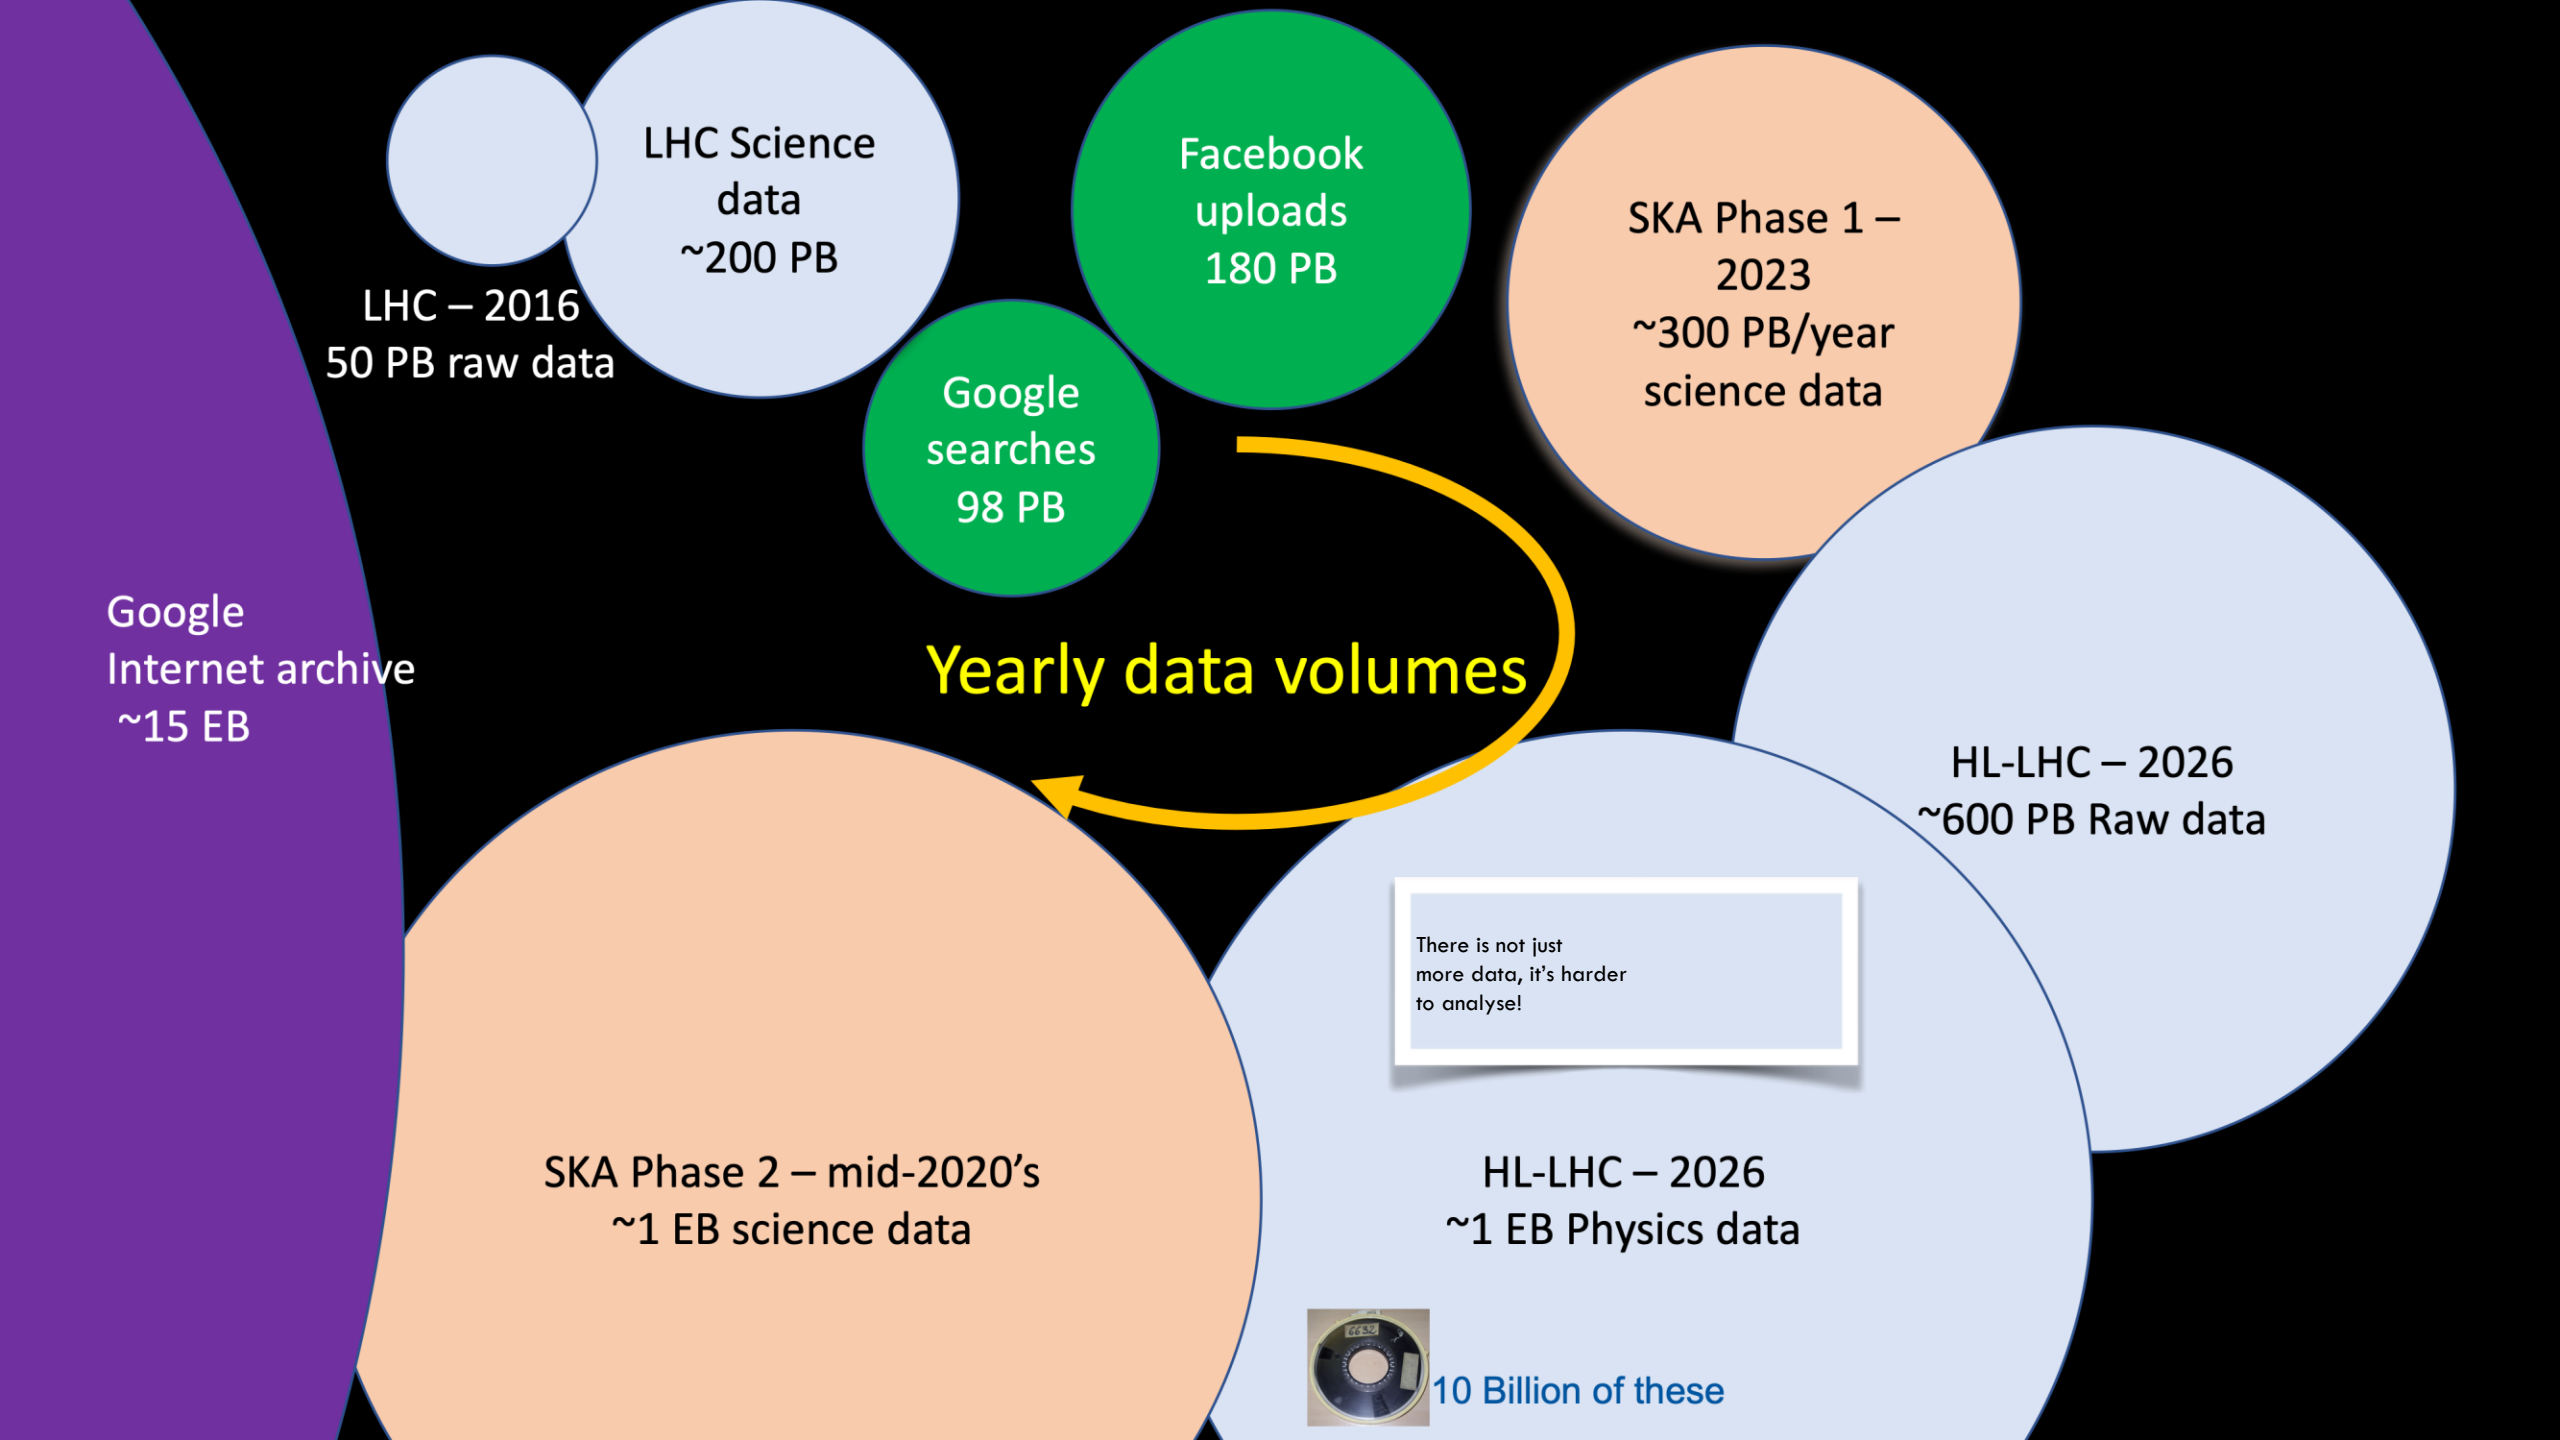 LHC Science
data
~200 PB
Facebook
uploads
180 PB
SKA Phase 1 –
2023
~300 PB/year
science data
LHC – 2016
50 PB raw data
Google
searches
98 PB
Google
Internet archive
~15 EB
Yearly data volumes
HL-LHC – 2026
~600 PB Raw data
There is not just
more data, it’s harder
to analyse!
SKA Phase 2 – mid-2020’s
~1 EB science data
HL-LHC – 2026
~1 EB Physics data
6632
10 Billion of these